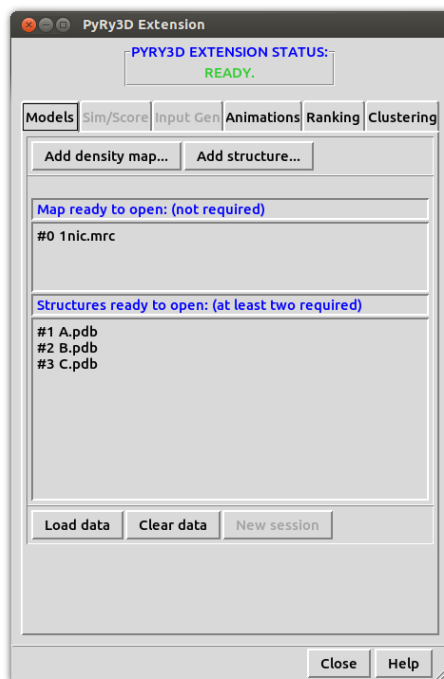 PyRy3D Extension
PYRY3D EXTENSION STATUS:
READY.
Models Sim/Score Input Gen Animations Ranking Clustering
Add density map... Add structure...
Map ready to open: (not required)
#0 1nic.mrc
Structures ready to open: (at least two required)
#1 A.pdb
#2 B.pdb
#3 C.pdb
Load data Clear data New session
Close Help